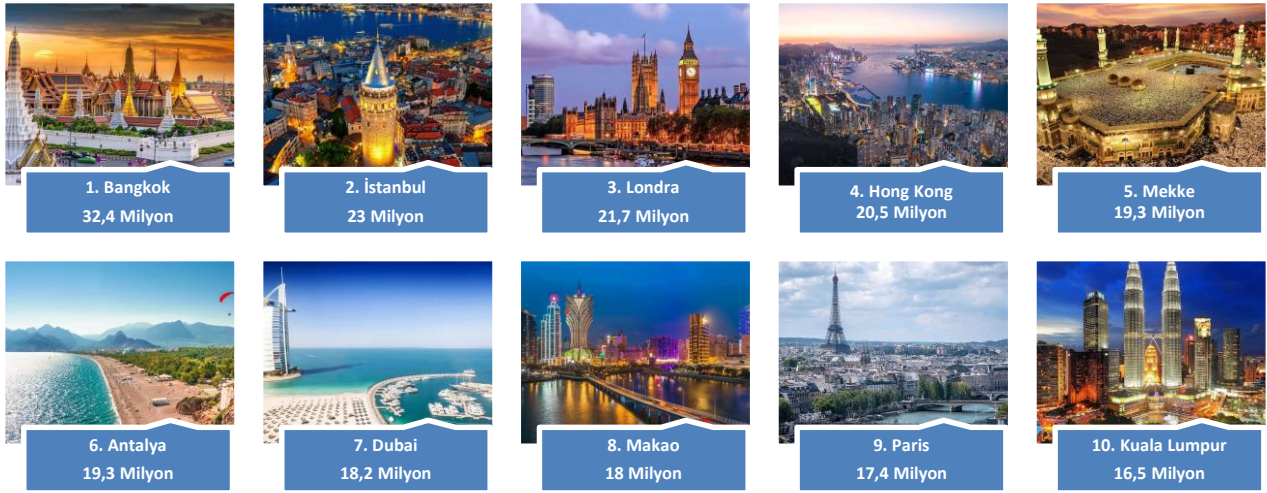 1. Bangkok
32,4 Milyon
2. İstanbul
23 Milyon
3. Londra
21,7 Milyon
4. Hong Kong
20,5 Milyon
5. Mekke
19,3 Milyon
6. Antalya
19,3 Milyon
7. Dubai
18,2 Milyon
8. Makao
18 Milyon
9. Paris
17,4 Milyon
10. Kuala Lumpur
16,5 Milyon